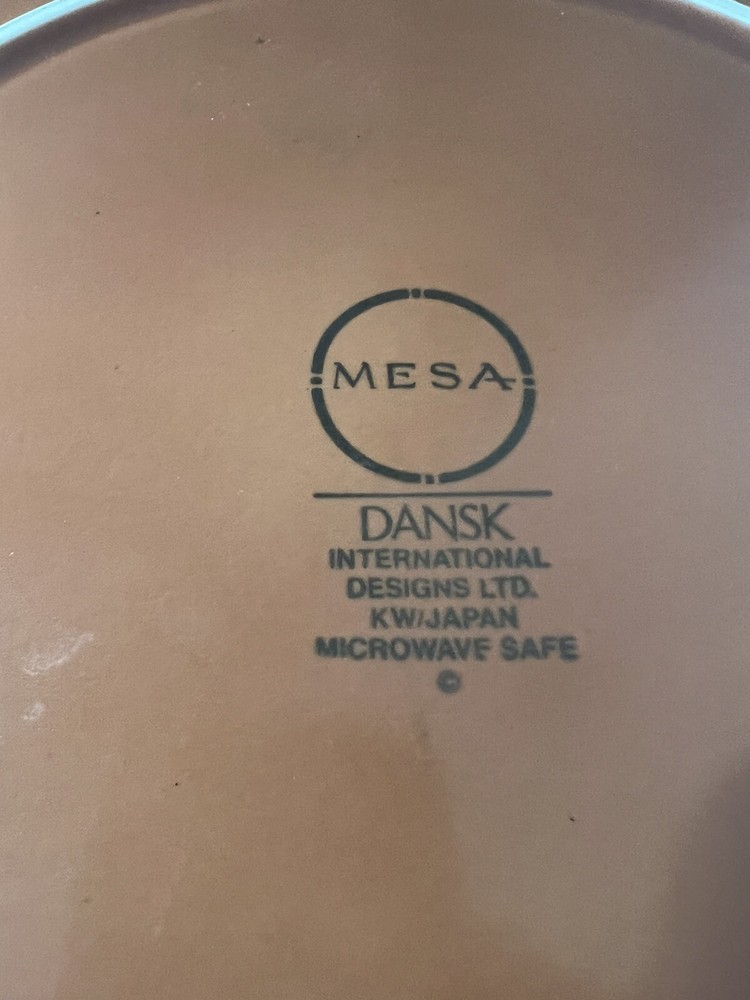 MESA
DANSK
INTERNATIONAL
DESIGNS LTD.
KW/JAPAN
MICROWAVE SAFE
©